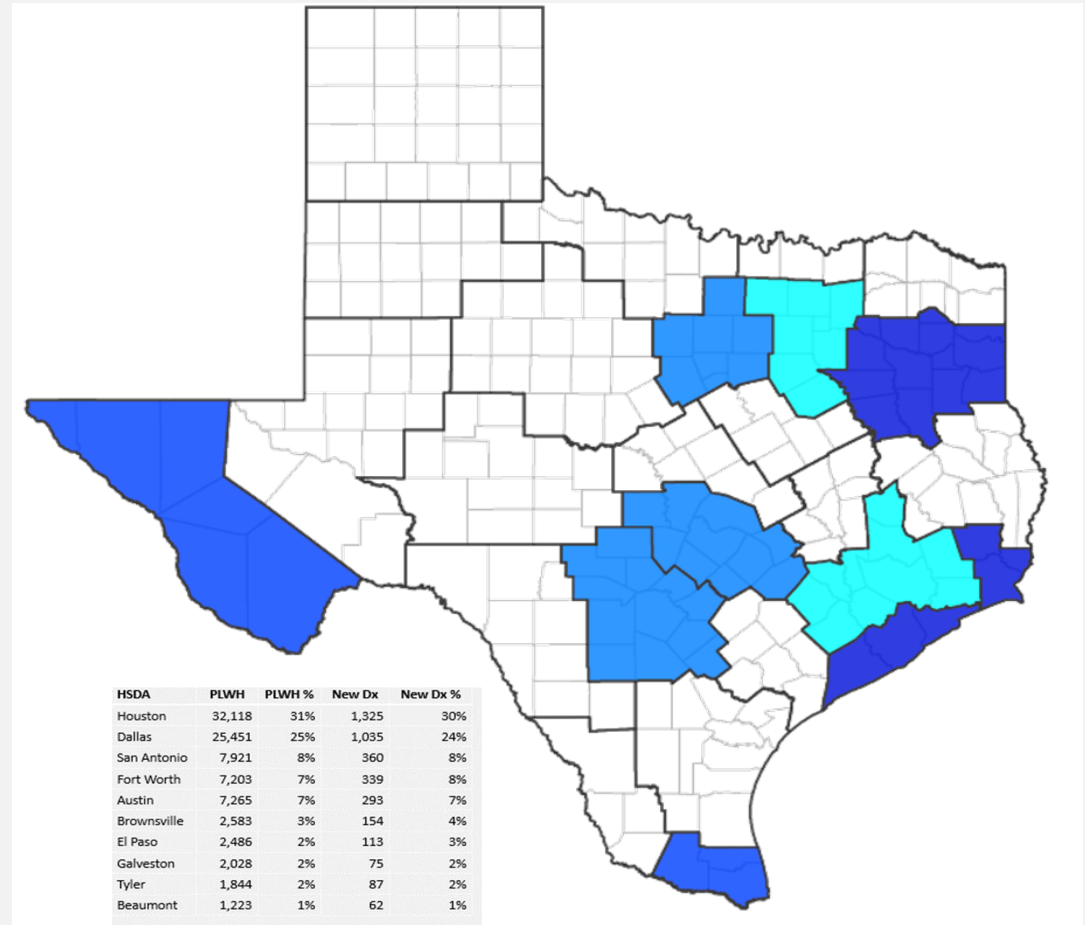 HSDA PLWH PLWH % New Dx New Dx %
Houston 32,118 31% 1,325 30%
Dallas 25,451 25% 1,035 24%
San Antonio 7,921 8% 360 8%
Fort Worth 7,203 7% 339 8%
Austin 7,265 7% 293 7%
Brownsville 2,583 3% 154 4%
El Paso 2,486 2% 113 3%
Galveston 2,028 2% 75 2%
Tyler 1,844 2% 87 2%
Beaumont 1,223 1% 62 1%